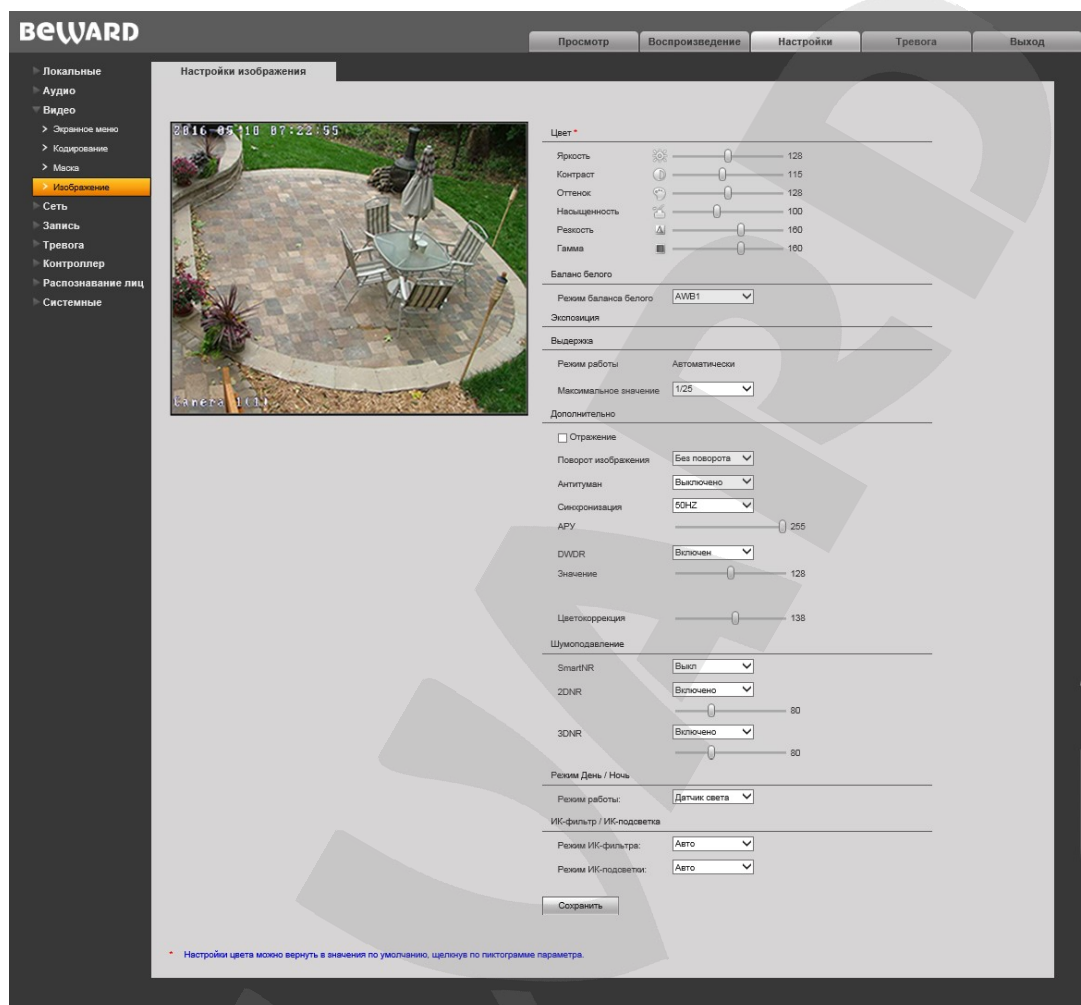 BEWARD
Просмотр Воспроизведение Настройки Тревога Выход
Локальные
Аудио
Видео
Экранное меню
Кодирование
Маска
Изображение
Сеть
Запись
Тревога
Контроллер
Распознавание лиц
Системные
Настройки изображения
2016-05-10 07:22:55
Camera 1(1)
Цвет *
Яркость 128
Контраст 115
Оттенок 128
Насыщенность 100
Резкость 160
Гамма 160
Баланс белого
Режим баланса белого AWB1
Экспозиция
Выдержка
Режим работы Автоматически
Максимальное значение 1/25
Дополнительно
Отражение
Поворот изображения Без поворота
Антитуман Выключено
Синхронизация 50HZ
АРУ 255
DWDR Включен
Значение 128
Цветокоррекция 138
Шумоподавление
SmartNR Выкл
2DNR Включено
80
3DNR Включено
80
Режим День / Ночь
Режим работы: Датчик света
ИК-фильтр / ИК-подсветка
Режим ИК-фильтра: Авто
Режим ИК-подсветки: Авто
Сохранить
* Настройки цвета можно вернуть в значения по умолчанию, щелкнув по пиктограмме параметра.